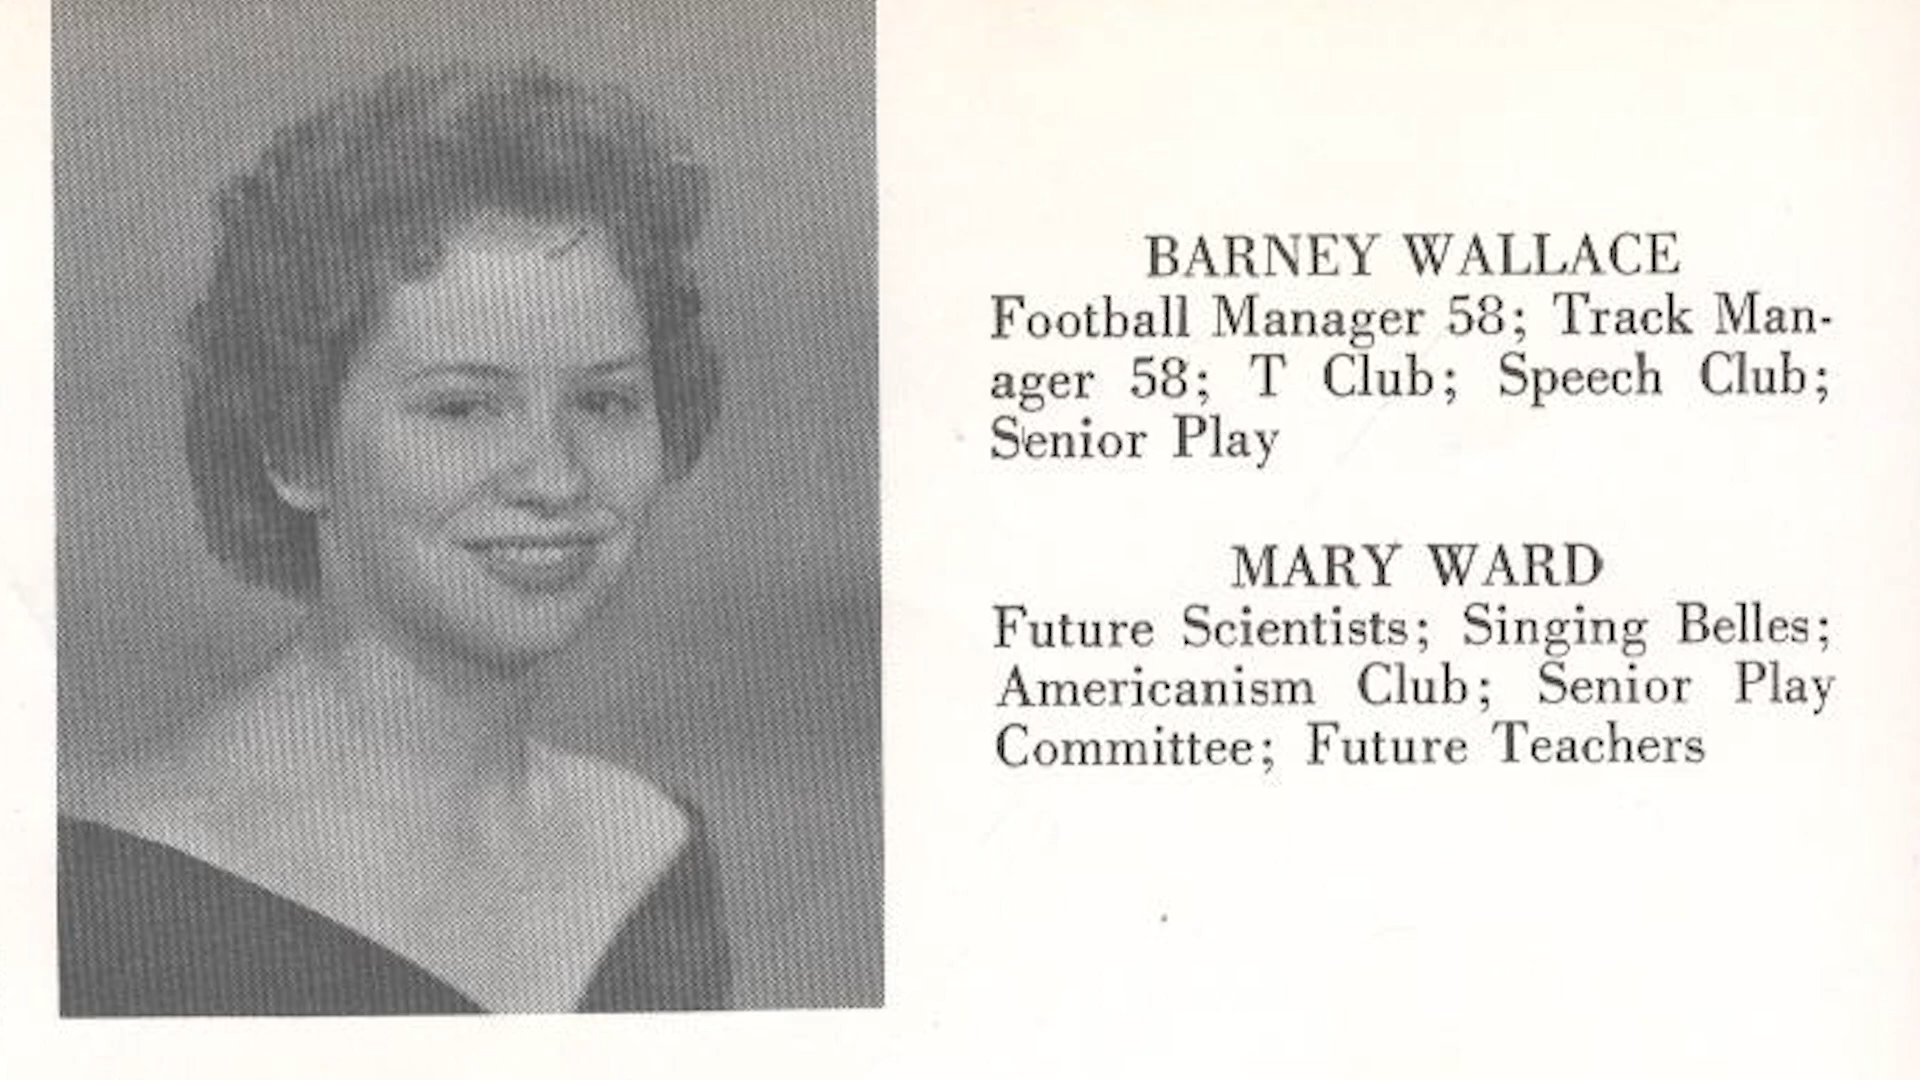 BARNEY WALLACE
Football Manager 58; Track Man-
ager 58; T Club; Speech Club;
Senior Play
MARY WARD
Future Scientists; Singing Belles;
Americanism Club; Senior Play
Committee; Future Teachers